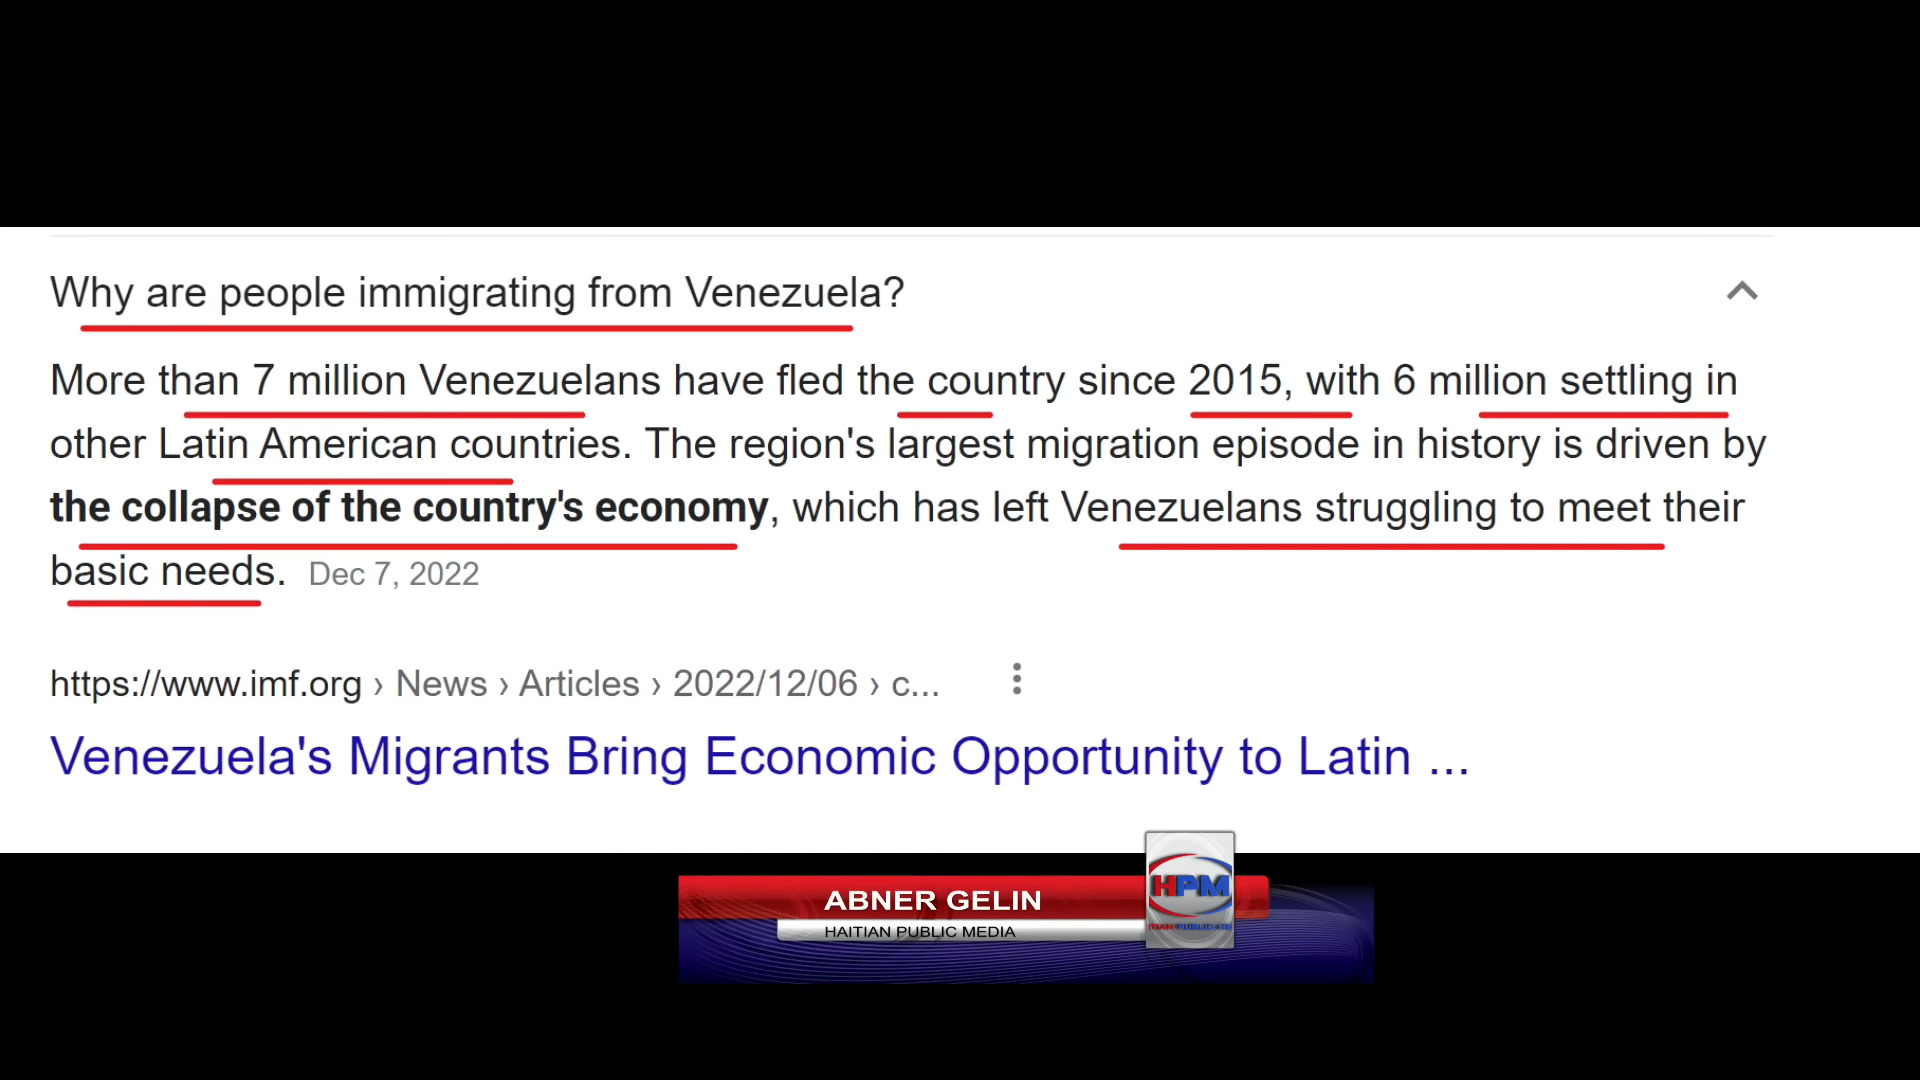 Why are people immigrating from Venezuela?
More than 7 million Venezuelans have fled the country since 2015, with 6 million settling in
other Latin American countries. The region's largest migration episode in history is driven by
the collapse of the country's economy, which has left Venezuelans struggling to meet their
basic needs. Dec 7, 2022
https://www.imf.org › News › Articles › 2022/12/06 › c...
Venezuela's Migrants Bring Economic Opportunity to Latin ...
ABNER GELIN
HPM
HAITIAN PUBLIC MEDIA